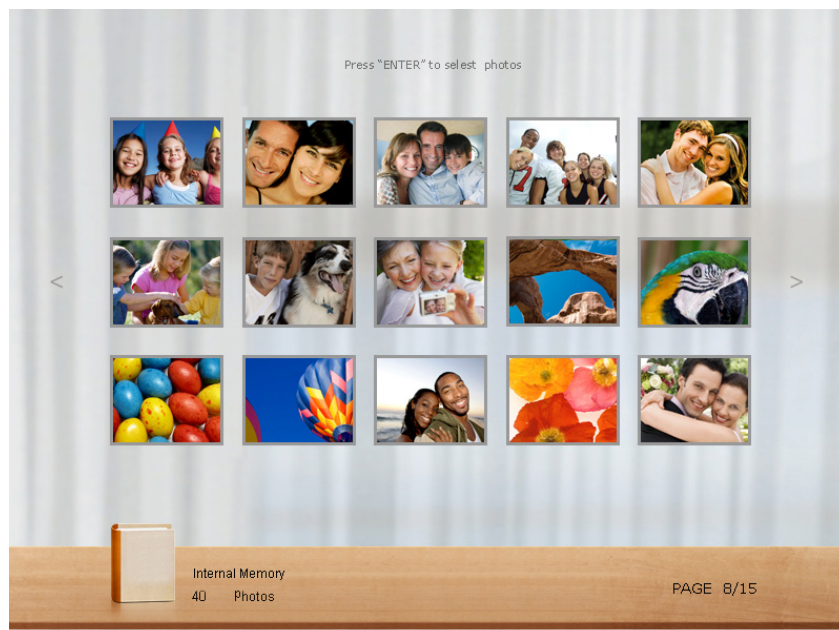 Press "ENTER" to selest photos
<
>
Internal Memory
40 Photos
PAGE 8/15